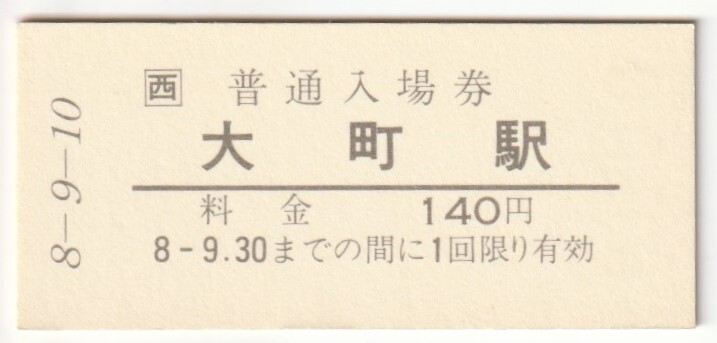 8-9-10
西 普通入場券
大町駅
料金 140円
8-9.30までの間に1回限り有効